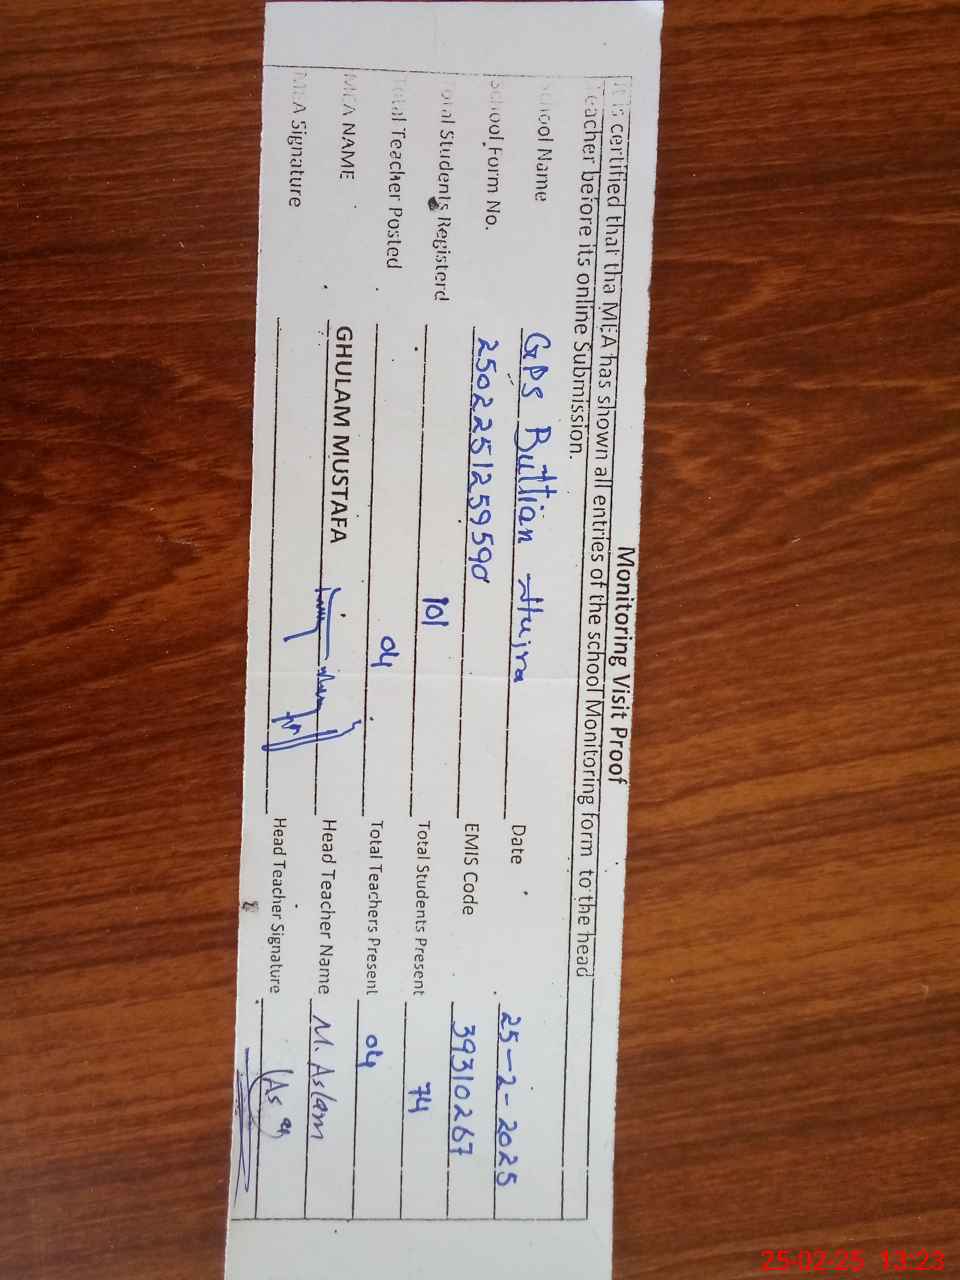 Monitoring Visit Proof
It is certified that tha MEA has shown all entries of the school Monitoring form to the head
Teacher before its online Submission.
School Name GPS Buttian Hujra Date 25-2-2025
School Form No. 250225125959 EMIS Code 39310267
Total Students Registerd 101 Total Students Present 74
Total Teacher Posted 04 Total Teachers Present 04
MEA NAME GHULAM MUSTAFA Head Teacher Name M. Aslam
MEA Signature Head Teacher Signature
25-02-25 13:23